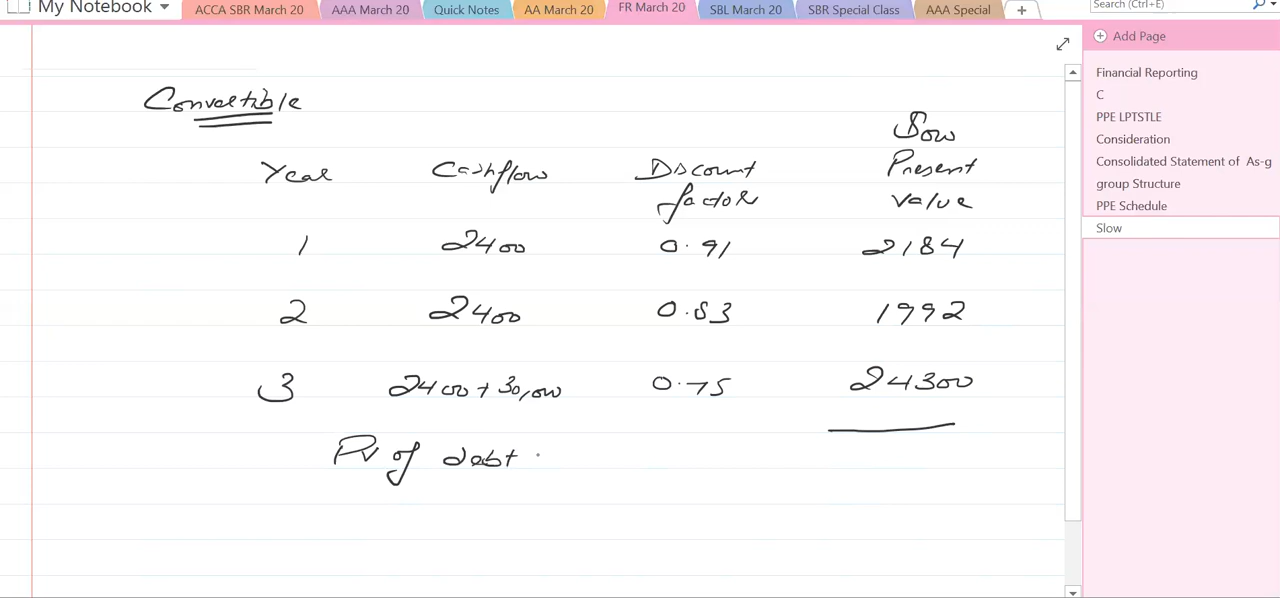 My Notebook
ACCA SBR March 20
AAA March 20
Quick Notes
AA March 20
FR March 20
SBL March 20
SBR Special Class
AAA Special
Search (Ctrl+E)
Add Page
Financial Reporting
C
PPE LPTSTLE
Consideration
Consolidated Statement of As-g
group Structure
PPE Schedule
Slow
Convertible
Year Cashflow Discount factors Present value
1 2400 0.91 2184
2 2400 0.83 1992
3 2400 + 30,000 0.75 24300
PV of debt